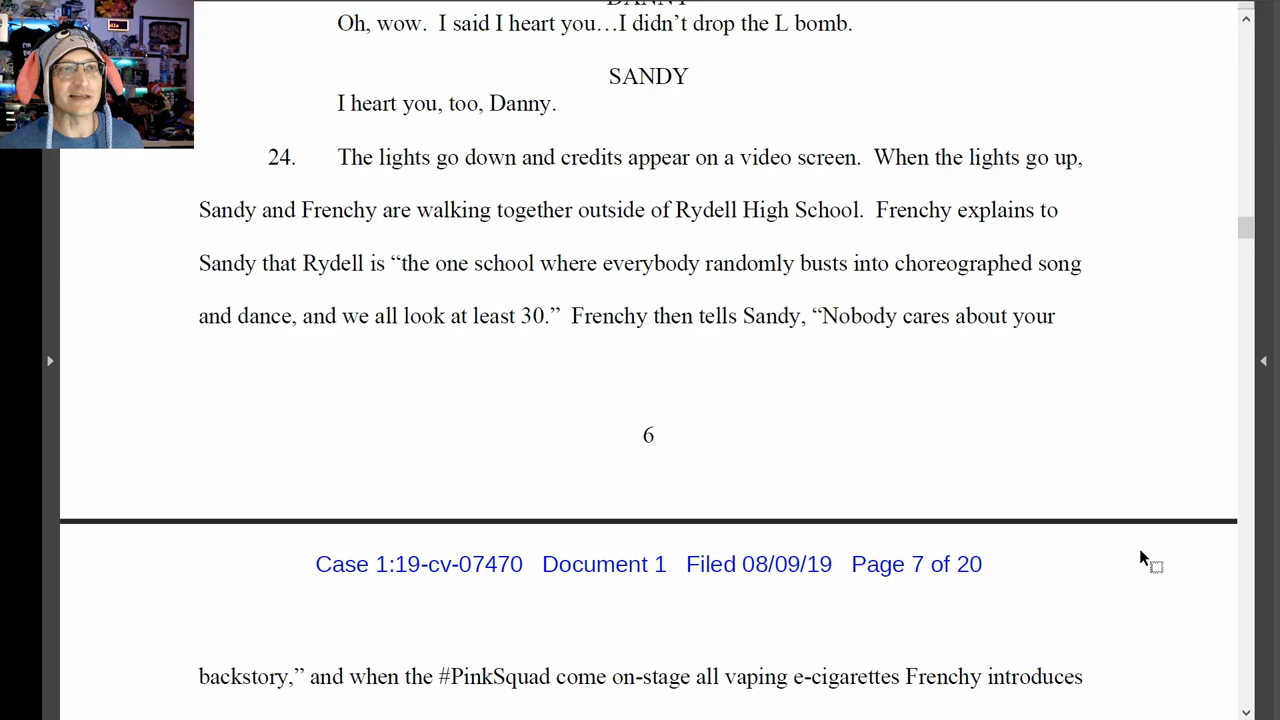 DANNY
Oh, wow.  I said I heart you…I didn’t drop the L bomb.
SANDY
I heart you, too, Danny.
24.	The lights go down and credits appear on a video screen.  When the lights go up,
Sandy and Frenchy are walking together outside of Rydell High School.  Frenchy explains to
Sandy that Rydell is “the one school where everybody randomly busts into choreographed song
and dance, and we all look at least 30.”  Frenchy then tells Sandy, “Nobody cares about your
6
Case 1:19-cv-07470   Document 1   Filed 08/09/19   Page 7 of 20
backstory,” and when the #PinkSquad come on-stage all vaping e-cigarettes Frenchy introduces